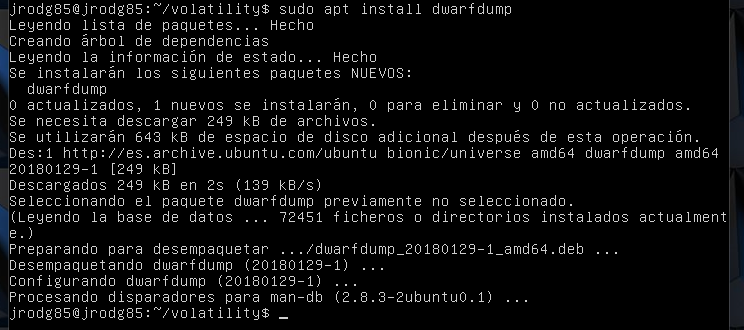 jrodg85@jrodg85:~/volatility$ sudo apt install dwarfdump
Leyendo lista de paquetes... Hecho
Creando árbol de dependencias
Leyendo la información de estado... Hecho
Se instalarán los siguientes paquetes NUEVOS:
  dwarfdump
0 actualizados, 1 nuevos se instalarán, 0 para eliminar y 0 no actualizados.
Se necesita descargar 249 kB de archivos.
Se utilizarán 643 kB de espacio de disco adicional después de esta operación.
Des:1 http://es.archive.ubuntu.com/ubuntu bionic/universe amd64 dwarfdump amd64
20180129-1 [249 kB]
Descargados 249 kB en 2s (139 kB/s)
Seleccionando el paquete dwarfdump previamente no seleccionado.
(Leyendo la base de datos ... 72451 ficheros o directorios instalados actualment
e.)
Preparando para desempaquetar .../dwarfdump_20180129-1_amd64.deb ...
Desempaquetando dwarfdump (20180129-1) ...
Configurando dwarfdump (20180129-1) ...
Procesando disparadores para man-db (2.8.3-2ubuntu0.1) ...
jrodg85@jrodg85:~/volatility$ _